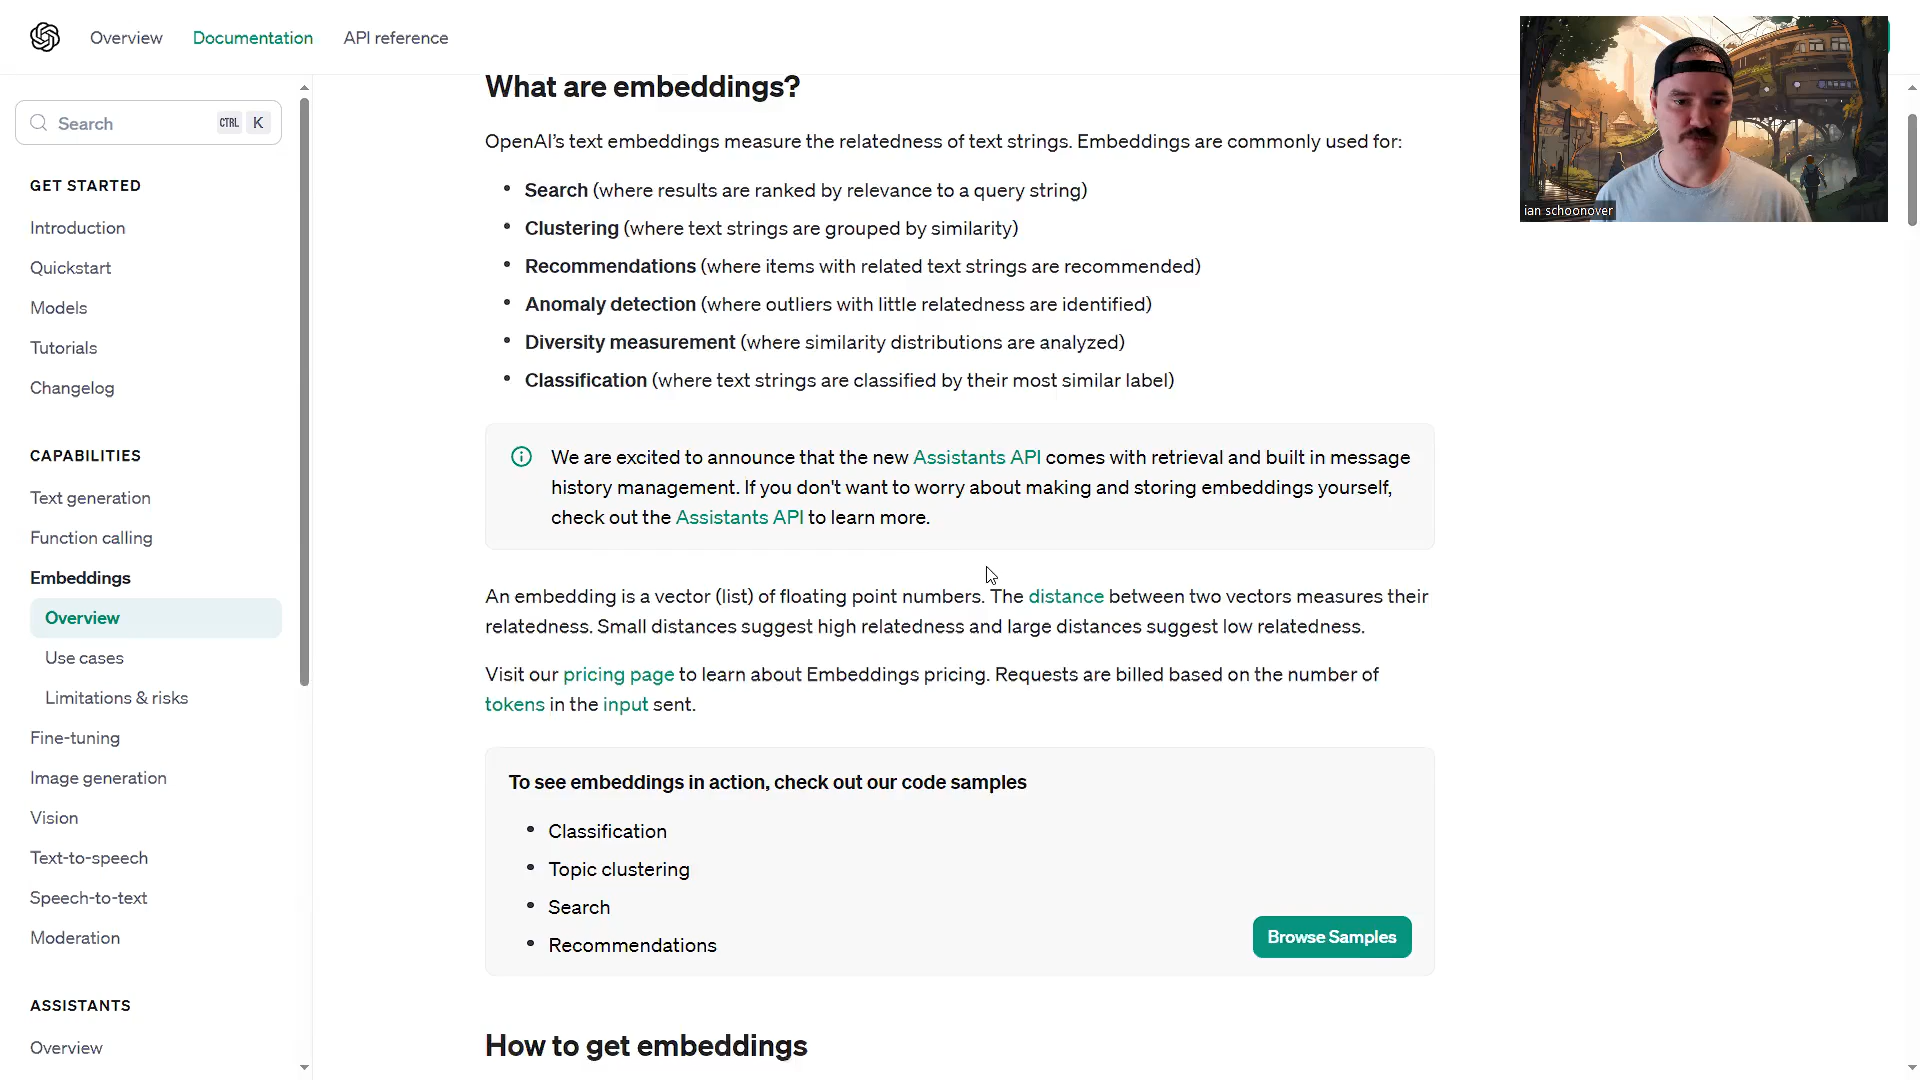 Overview Documentation API reference
Search CTRL K
GET STARTED
Introduction
Quickstart
Models
Tutorials
Changelog
CAPABILITIES
Text generation
Function calling
Embeddings
Overview
Use cases
Limitations & risks
Fine-tuning
Image generation
Vision
Text-to-speech
Speech-to-text
Moderation
ASSISTANTS
Overview
What are embeddings?
OpenAI’s text embeddings measure the relatedness of text strings. Embeddings are commonly used for:
• Search (where results are ranked by relevance to a query string)
• Clustering (where text strings are grouped by similarity)
• Recommendations (where items with related text strings are recommended)
• Anomaly detection (where outliers with little relatedness are identified)
• Diversity measurement (where similarity distributions are analyzed)
• Classification (where text strings are classified by their most similar label)
We are excited to announce that the new Assistants API comes with retrieval and built in message
history management. If you don't want to worry about making and storing embeddings yourself,
check out the Assistants API to learn more.
An embedding is a vector (list) of floating point numbers. The distance between two vectors measures their
relatedness. Small distances suggest high relatedness and large distances suggest low relatedness.
Visit our pricing page to learn about Embeddings pricing. Requests are billed based on the number of
tokens in the input sent.
To see embeddings in action, check out our code samples
• Classification
• Topic clustering
• Search
• Recommendations
Browse Samples
How to get embeddings
ian schoonover